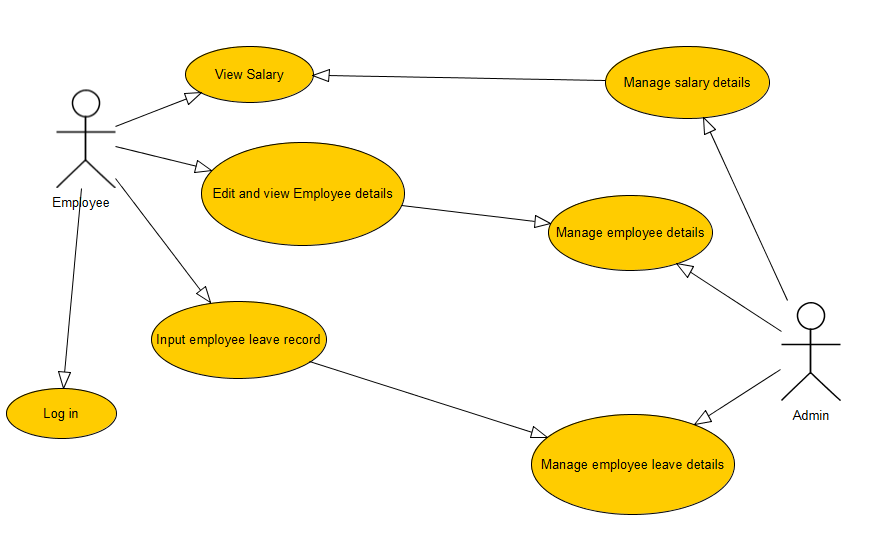 View Salary
Manage salary details
Employee
Edit and view Employee details
Manage employee details
Input employee leave record
Log in
Admin
Manage employee leave details